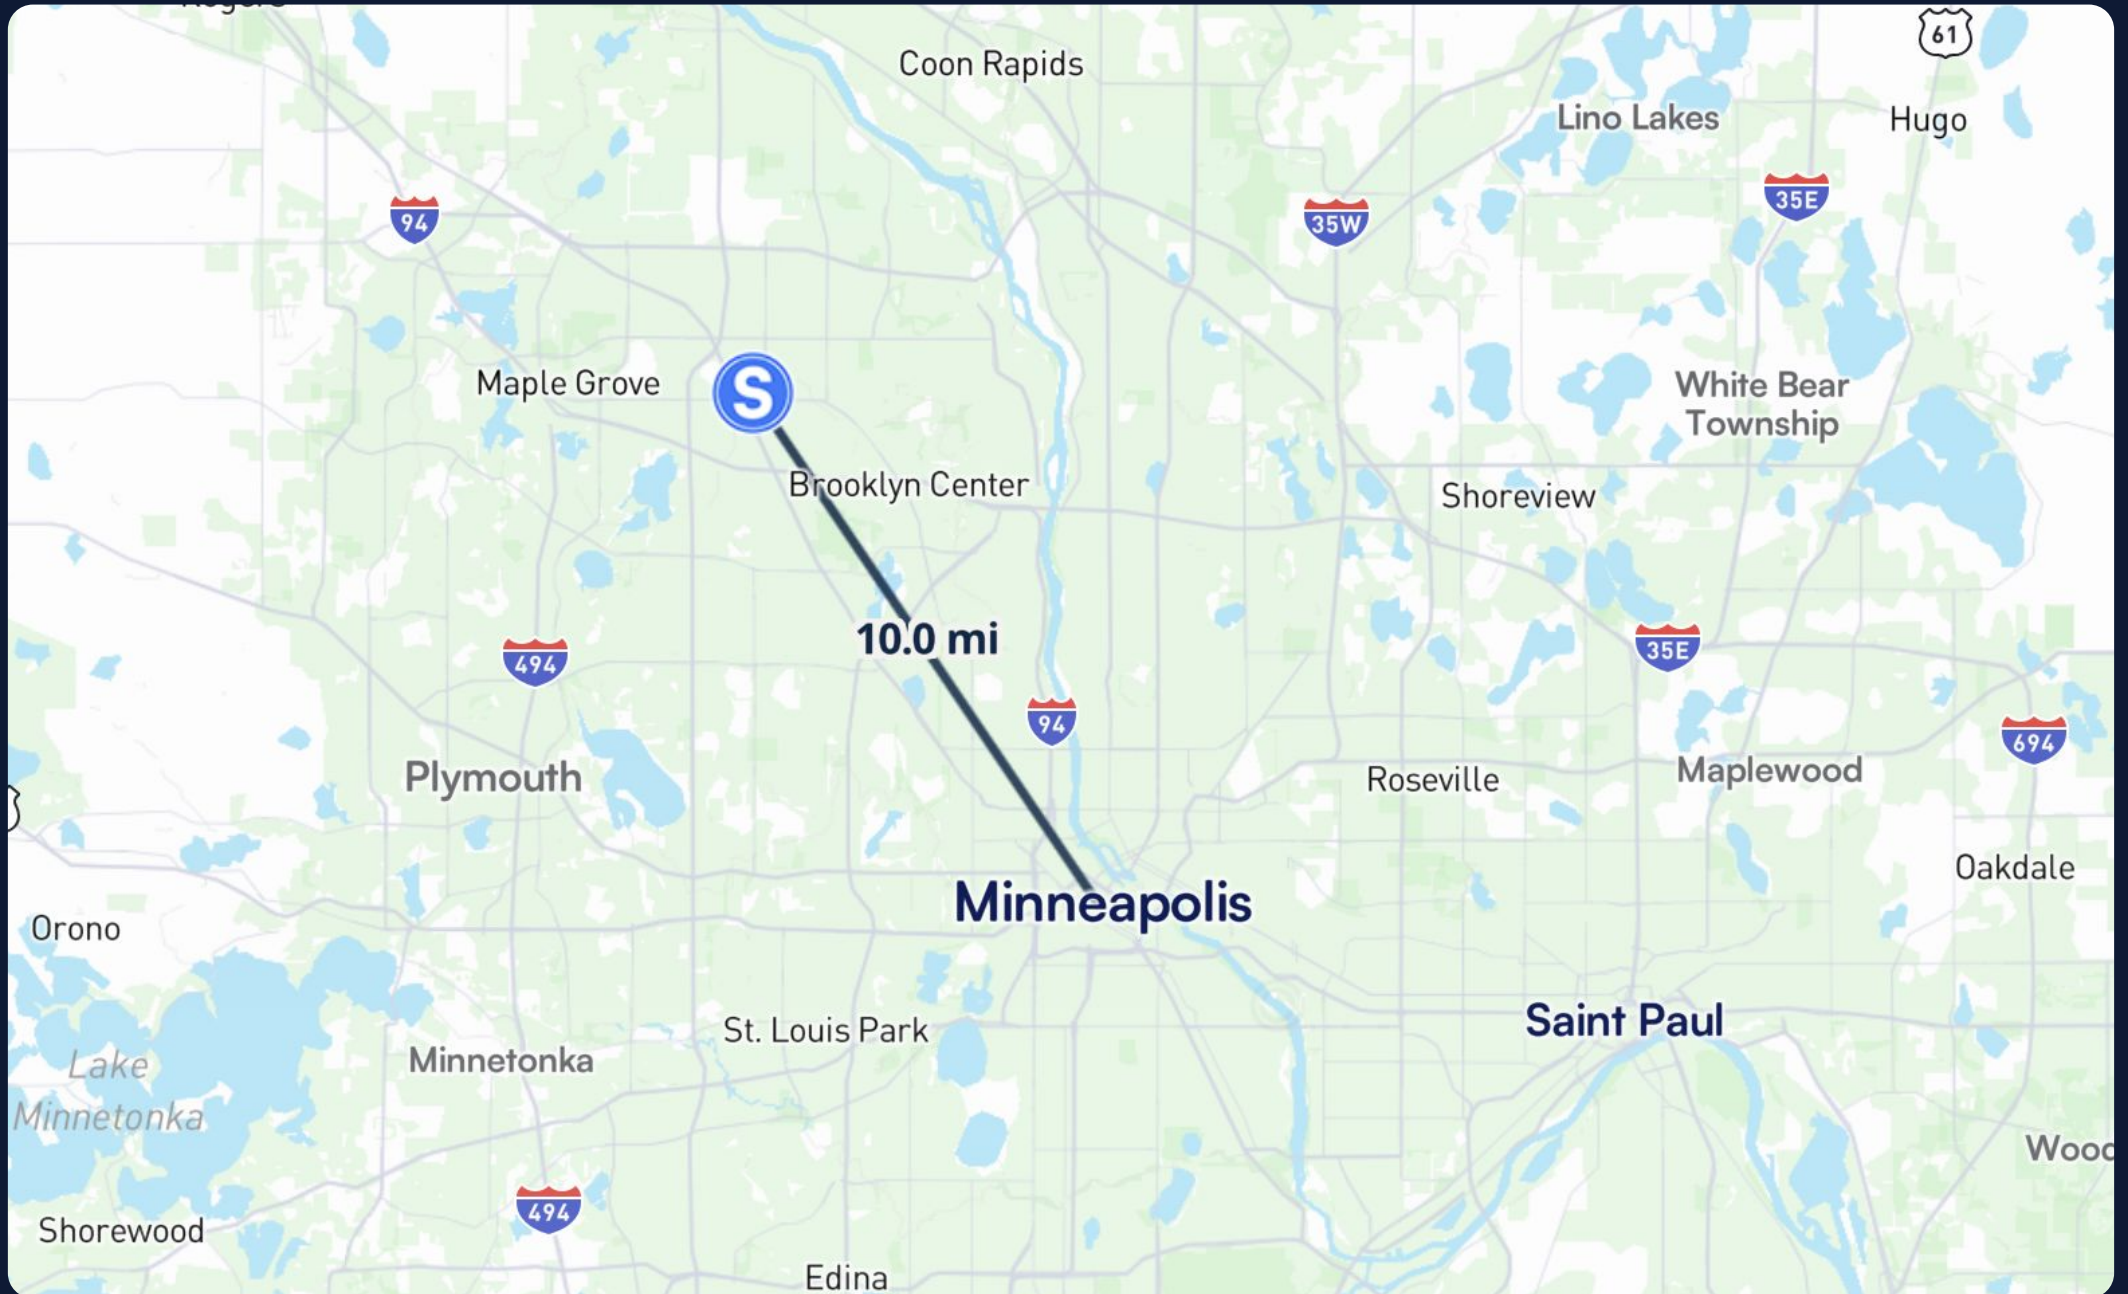 Coon Rapids
61
Lino Lakes
Hugo
94
35W
35E
Maple Grove
S
White Bear
Township
Brooklyn Center
Shoreview
10.0 mi
494
35E
94
694
Plymouth
Roseville
Maplewood
Oakdale
Minneapolis
Orono
Saint Paul
St. Louis Park
Lake
Minnetonka
Minnetonka
Wood
Shorewood
494
Edina